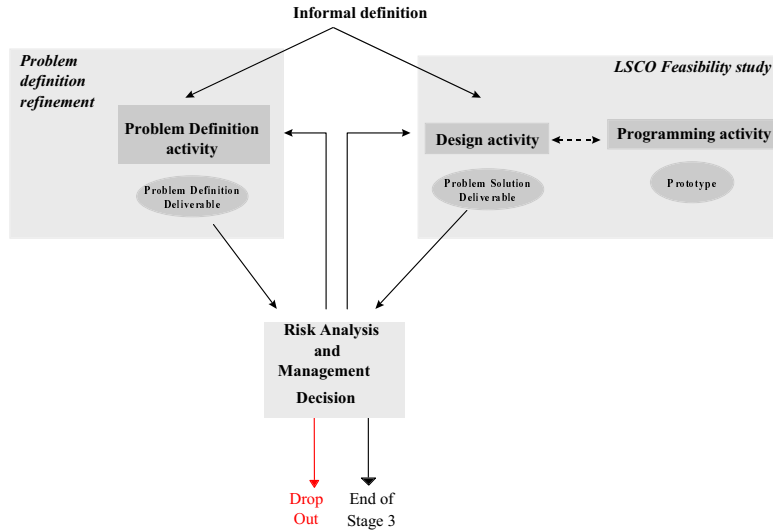 Informal definition
Problem
definition
refinement
LSCO Feasibility study
Problem Definition
activity
Design activity
Programming activity
Problem Definition
Deliverable
Problem Solution
Deliverable
Prototype
Risk Analysis
and
Management
Decision
Drop
Out
End of
Stage 3